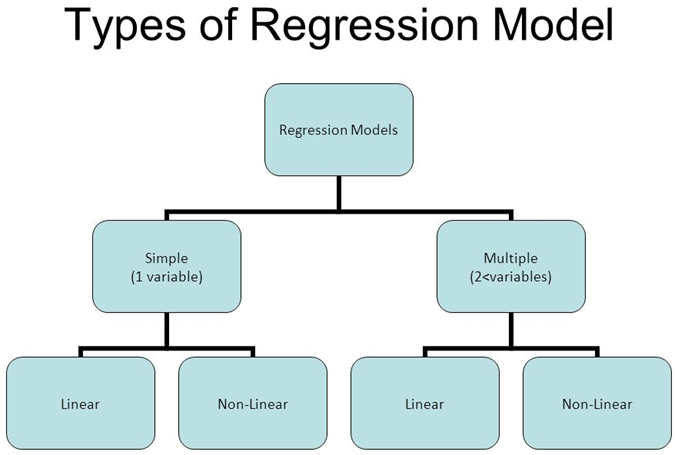 Types of Regression Model
Regression Models
Simple
(1 variable)
Multiple
(2<variables)
Linear
Non-Linear
Linear
Non-Linear